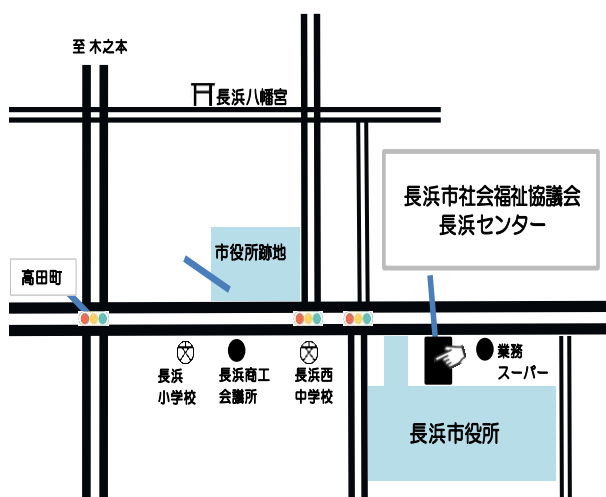 至 木之本
長浜八幡宮
長浜市社会福祉協議会
長浜センター
市役所跡地
高田町
長浜
小学校
長浜商工
会議所
長浜西
中学校
業務
スーパー
長浜市役所